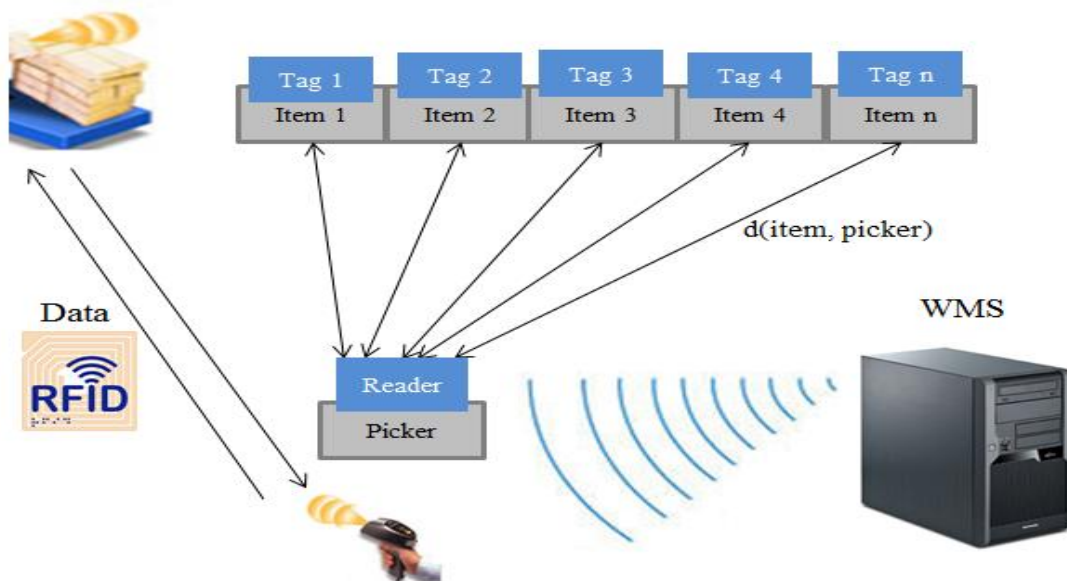 Tag 1
Tag 2
Tag 3
Tag 4
Tag n
Item 1
Item 2
Item 3
Item 4
Item n
d(item, picker)
Data
WMS
RFID
Reader
Picker